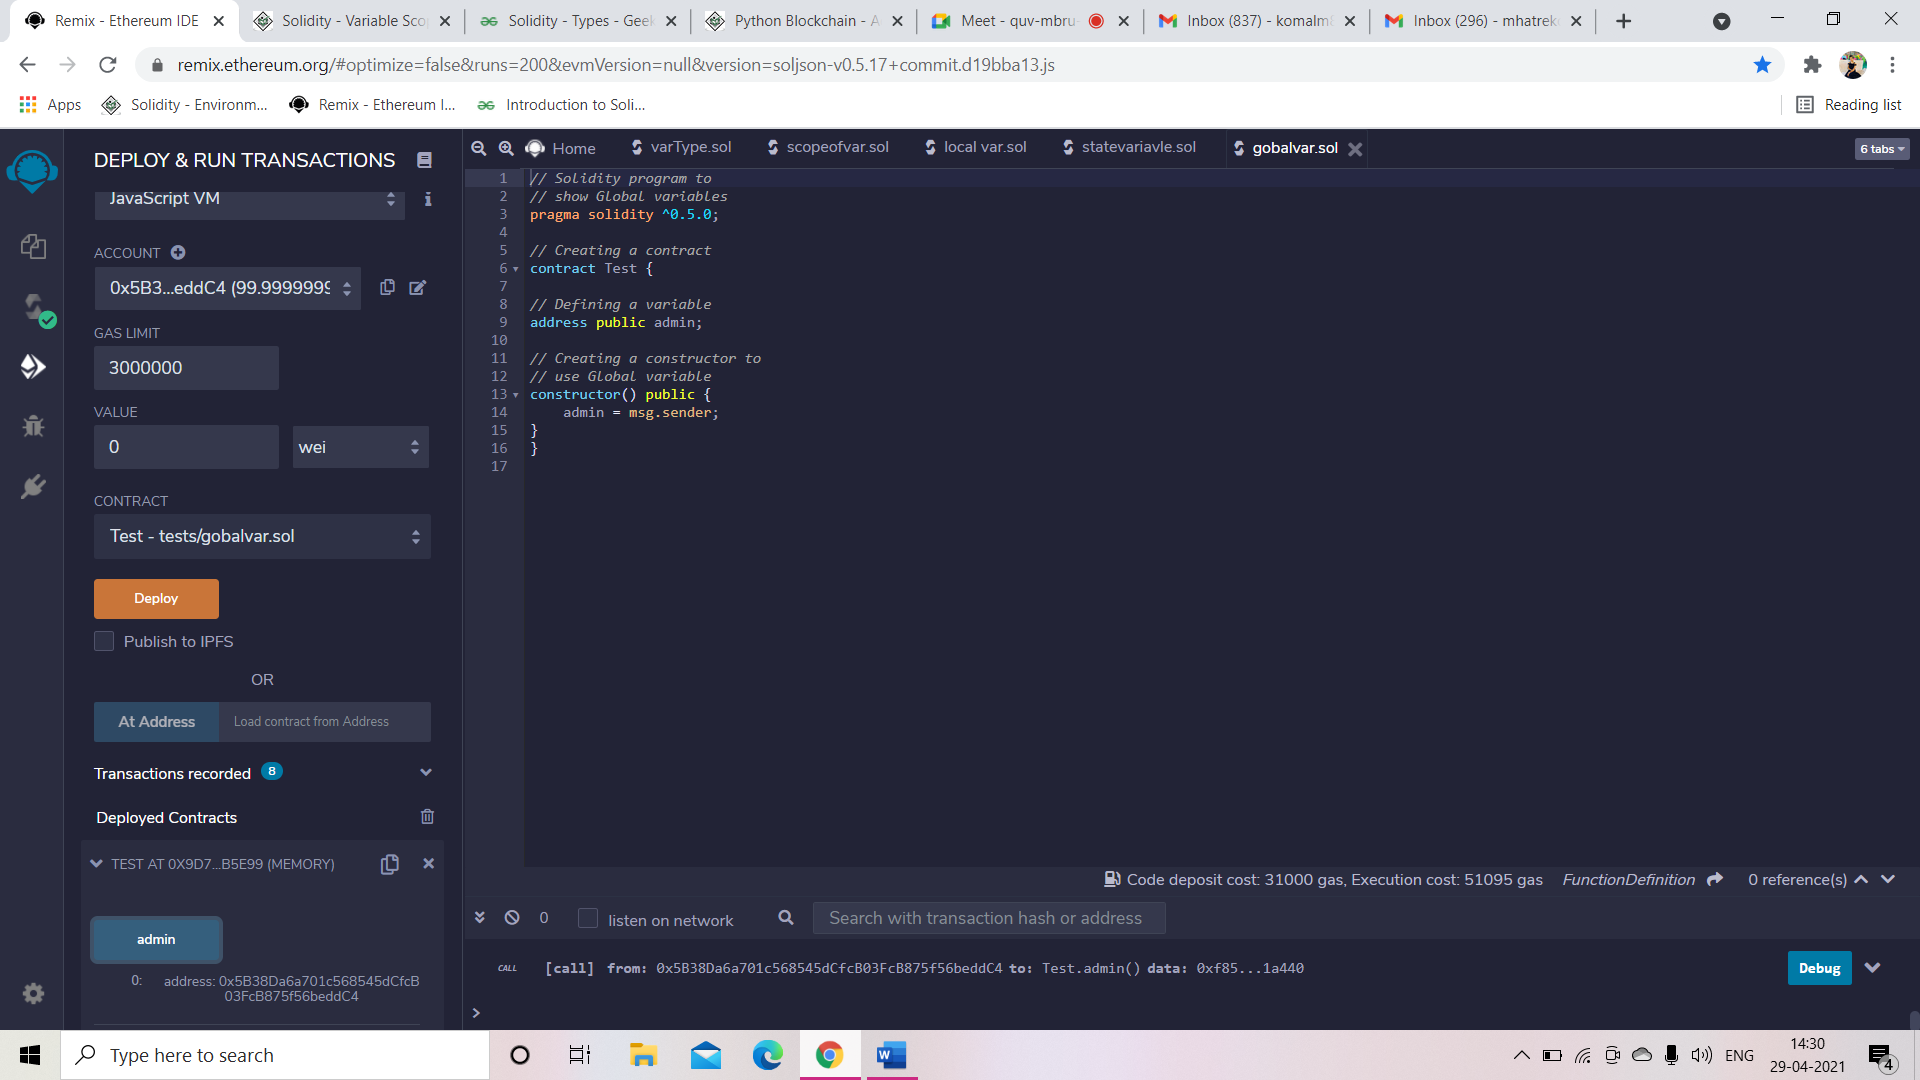 Remix - Ethereum IDE
Solidity - Variable Sco
Solidity - Types - Geek
Python Blockchain - A
Meet - quv-mbru-
Inbox (837) - komalm
Inbox (296) - mhatrek
remix.ethereum.org/#optimize=false&runs=200&evmVersion=null&version=soljson-v0.5.17+commit.d19bba13.js
Apps
Solidity - Environm...
Remix - Ethereum I...
Introduction to Soli...
Reading list
DEPLOY & RUN TRANSACTIONS
JavaScript VM
ACCOUNT
0x5B3...eddC4 (99.9999999
GAS LIMIT
3000000
VALUE
0
wei
CONTRACT
Test - tests/gobalvar.sol
Deploy
Publish to IPFS
OR
At Address
Load contract from Address
Transactions recorded 8
Deployed Contracts
TEST AT 0X9D7...B5E99 (MEMORY)
admin
0: address: 0x5B38Da6a701c568545dCfcB
03FcB875f56beddC4
Home
varType.sol
scopeofvar.sol
local var.sol
statevariavle.sol
gobalvar.sol
6 tabs
1 // Solidity program to
2 // show Global variables
3 pragma solidity ^0.5.0;
4
5 // Creating a contract
6 contract Test {
7
8 // Defining a variable
9 address public admin;
10
11 // Creating a constructor to
12 // use Global variable
13 constructor() public {
14 admin = msg.sender;
15 }
16 }
17
Code deposit cost: 31000 gas, Execution cost: 51095 gas
FunctionDefinition
0 reference(s)
0
listen on network
Search with transaction hash or address
CALL
[call] from: 0x5B38Da6a701c568545dCfcB03FcB875f56beddC4 to: Test.admin() data: 0xf85...1a440
Debug
>
Type here to search
ENG
14:30
29-04-2021
4